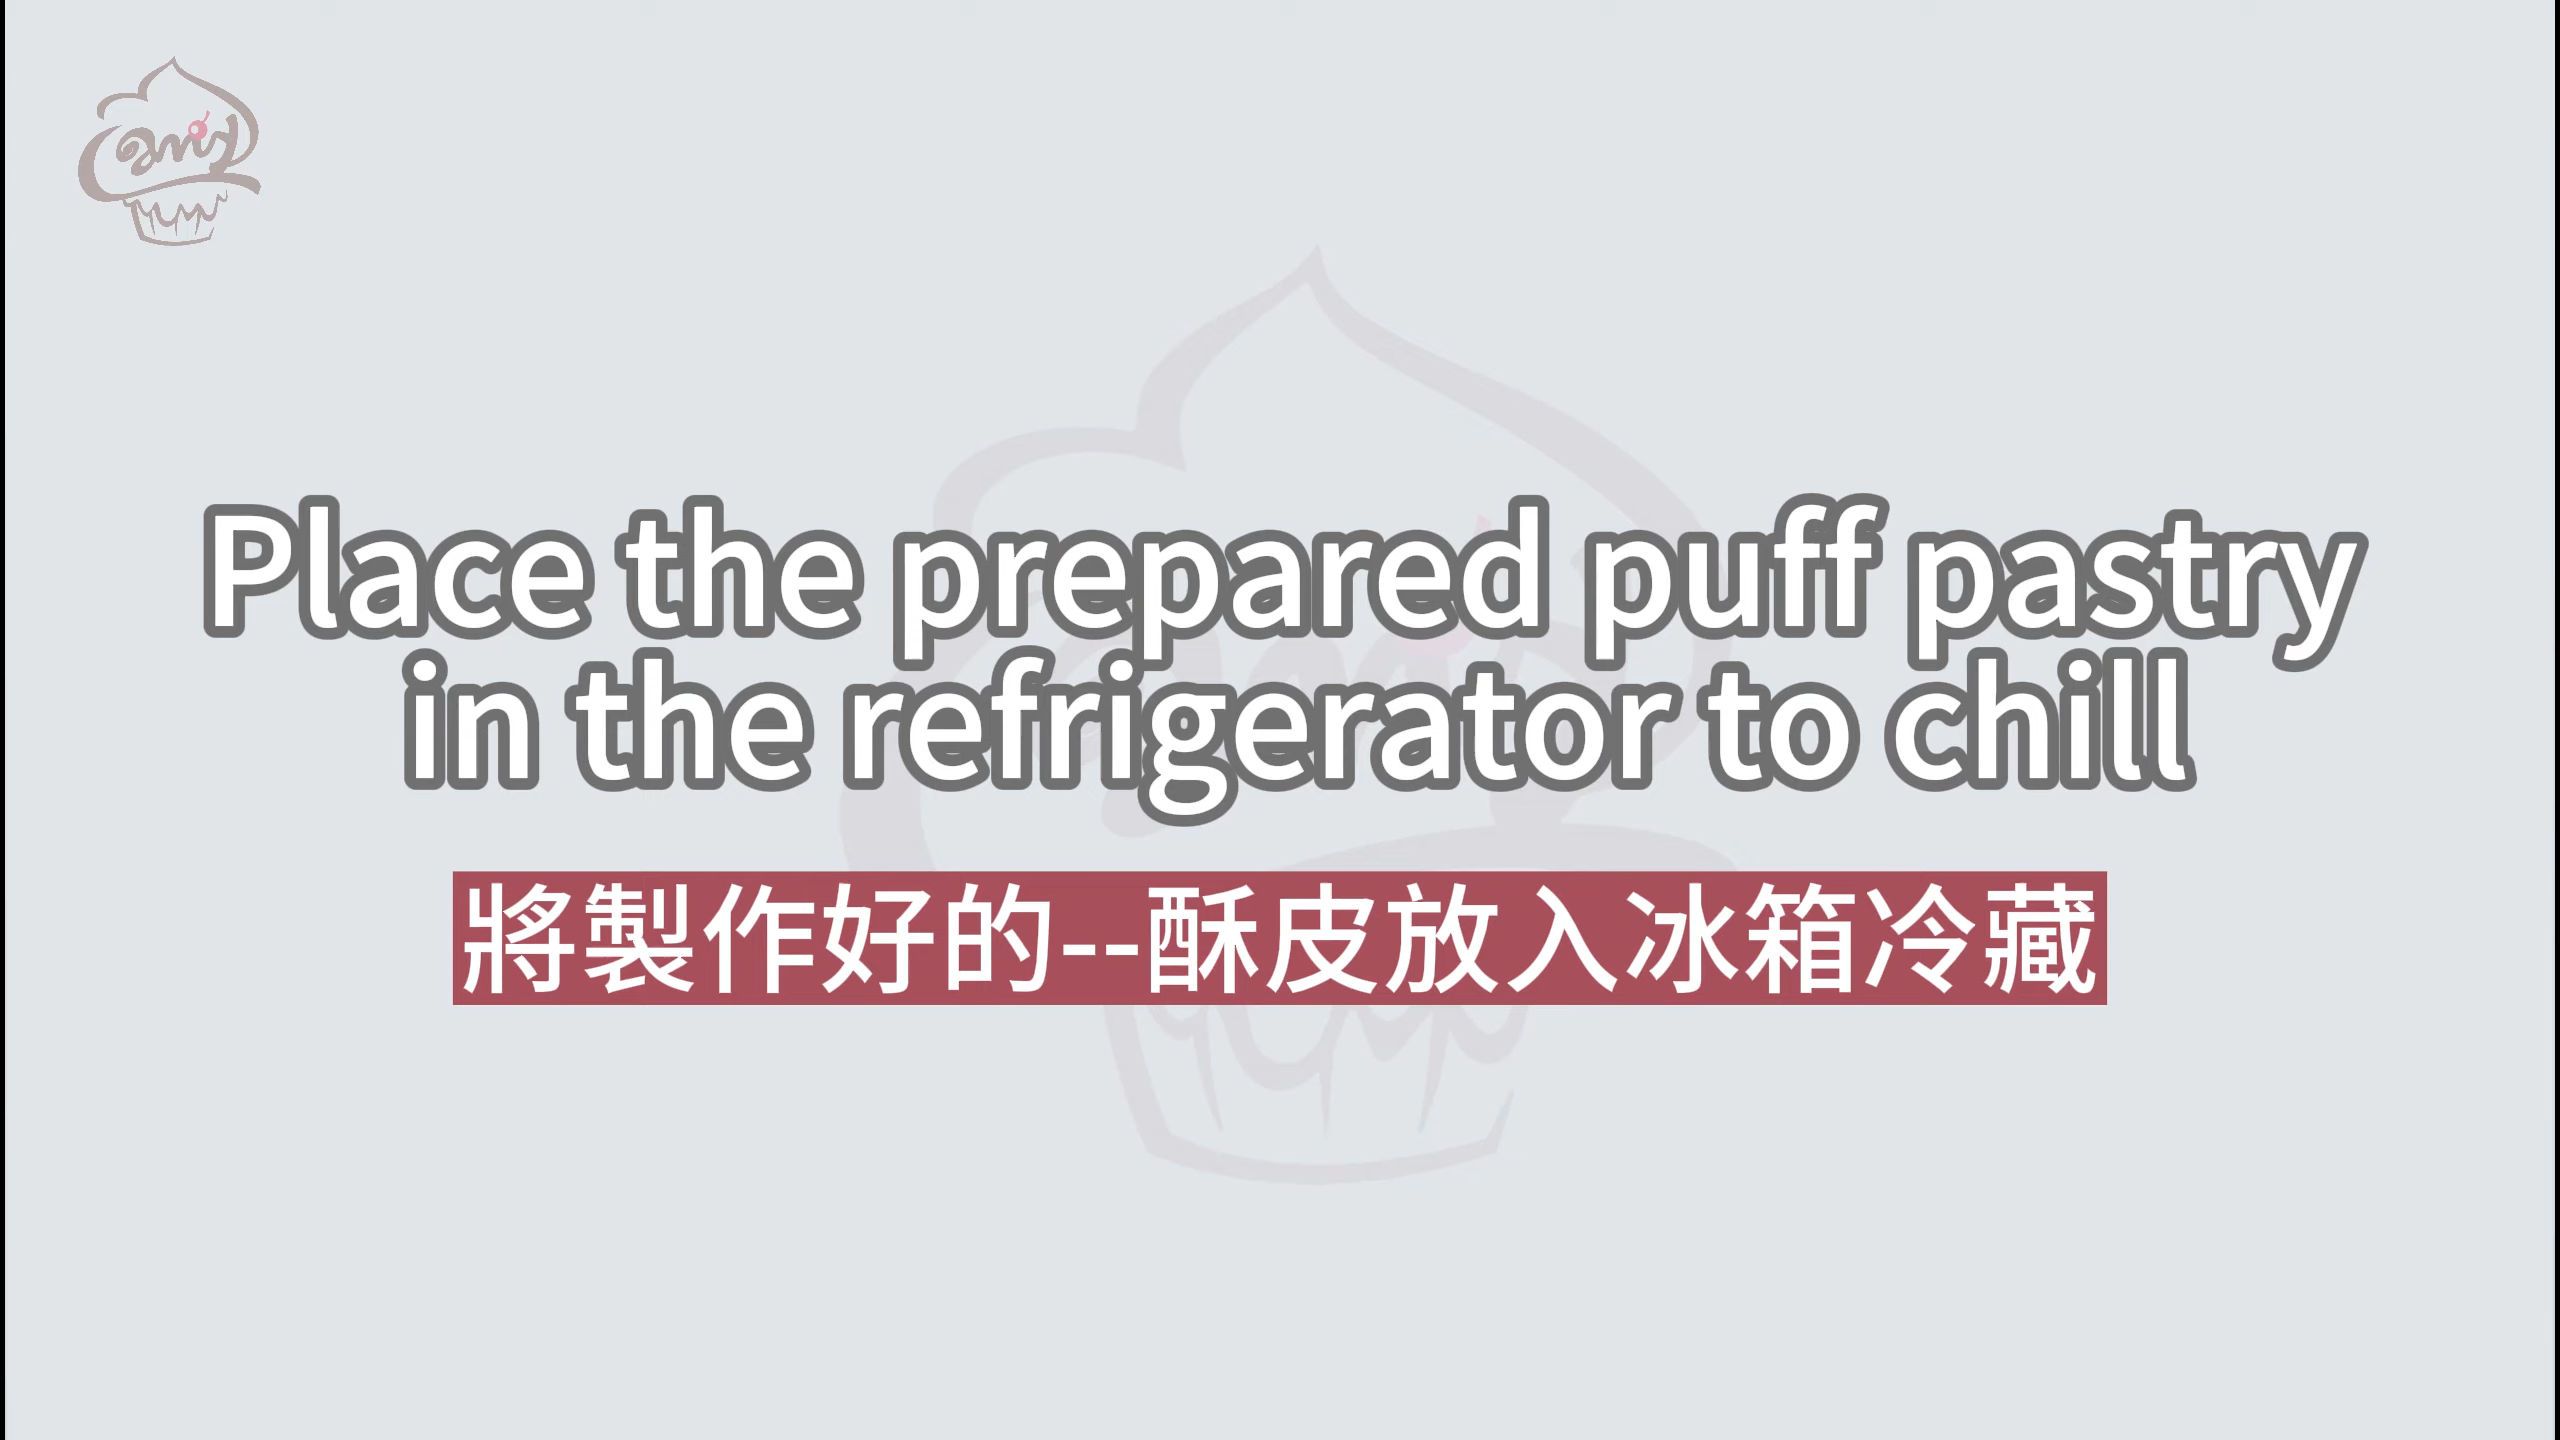 Place the prepared puff pastry
in the refrigerator to chill
將製作好的--酥皮放入冰箱冷藏